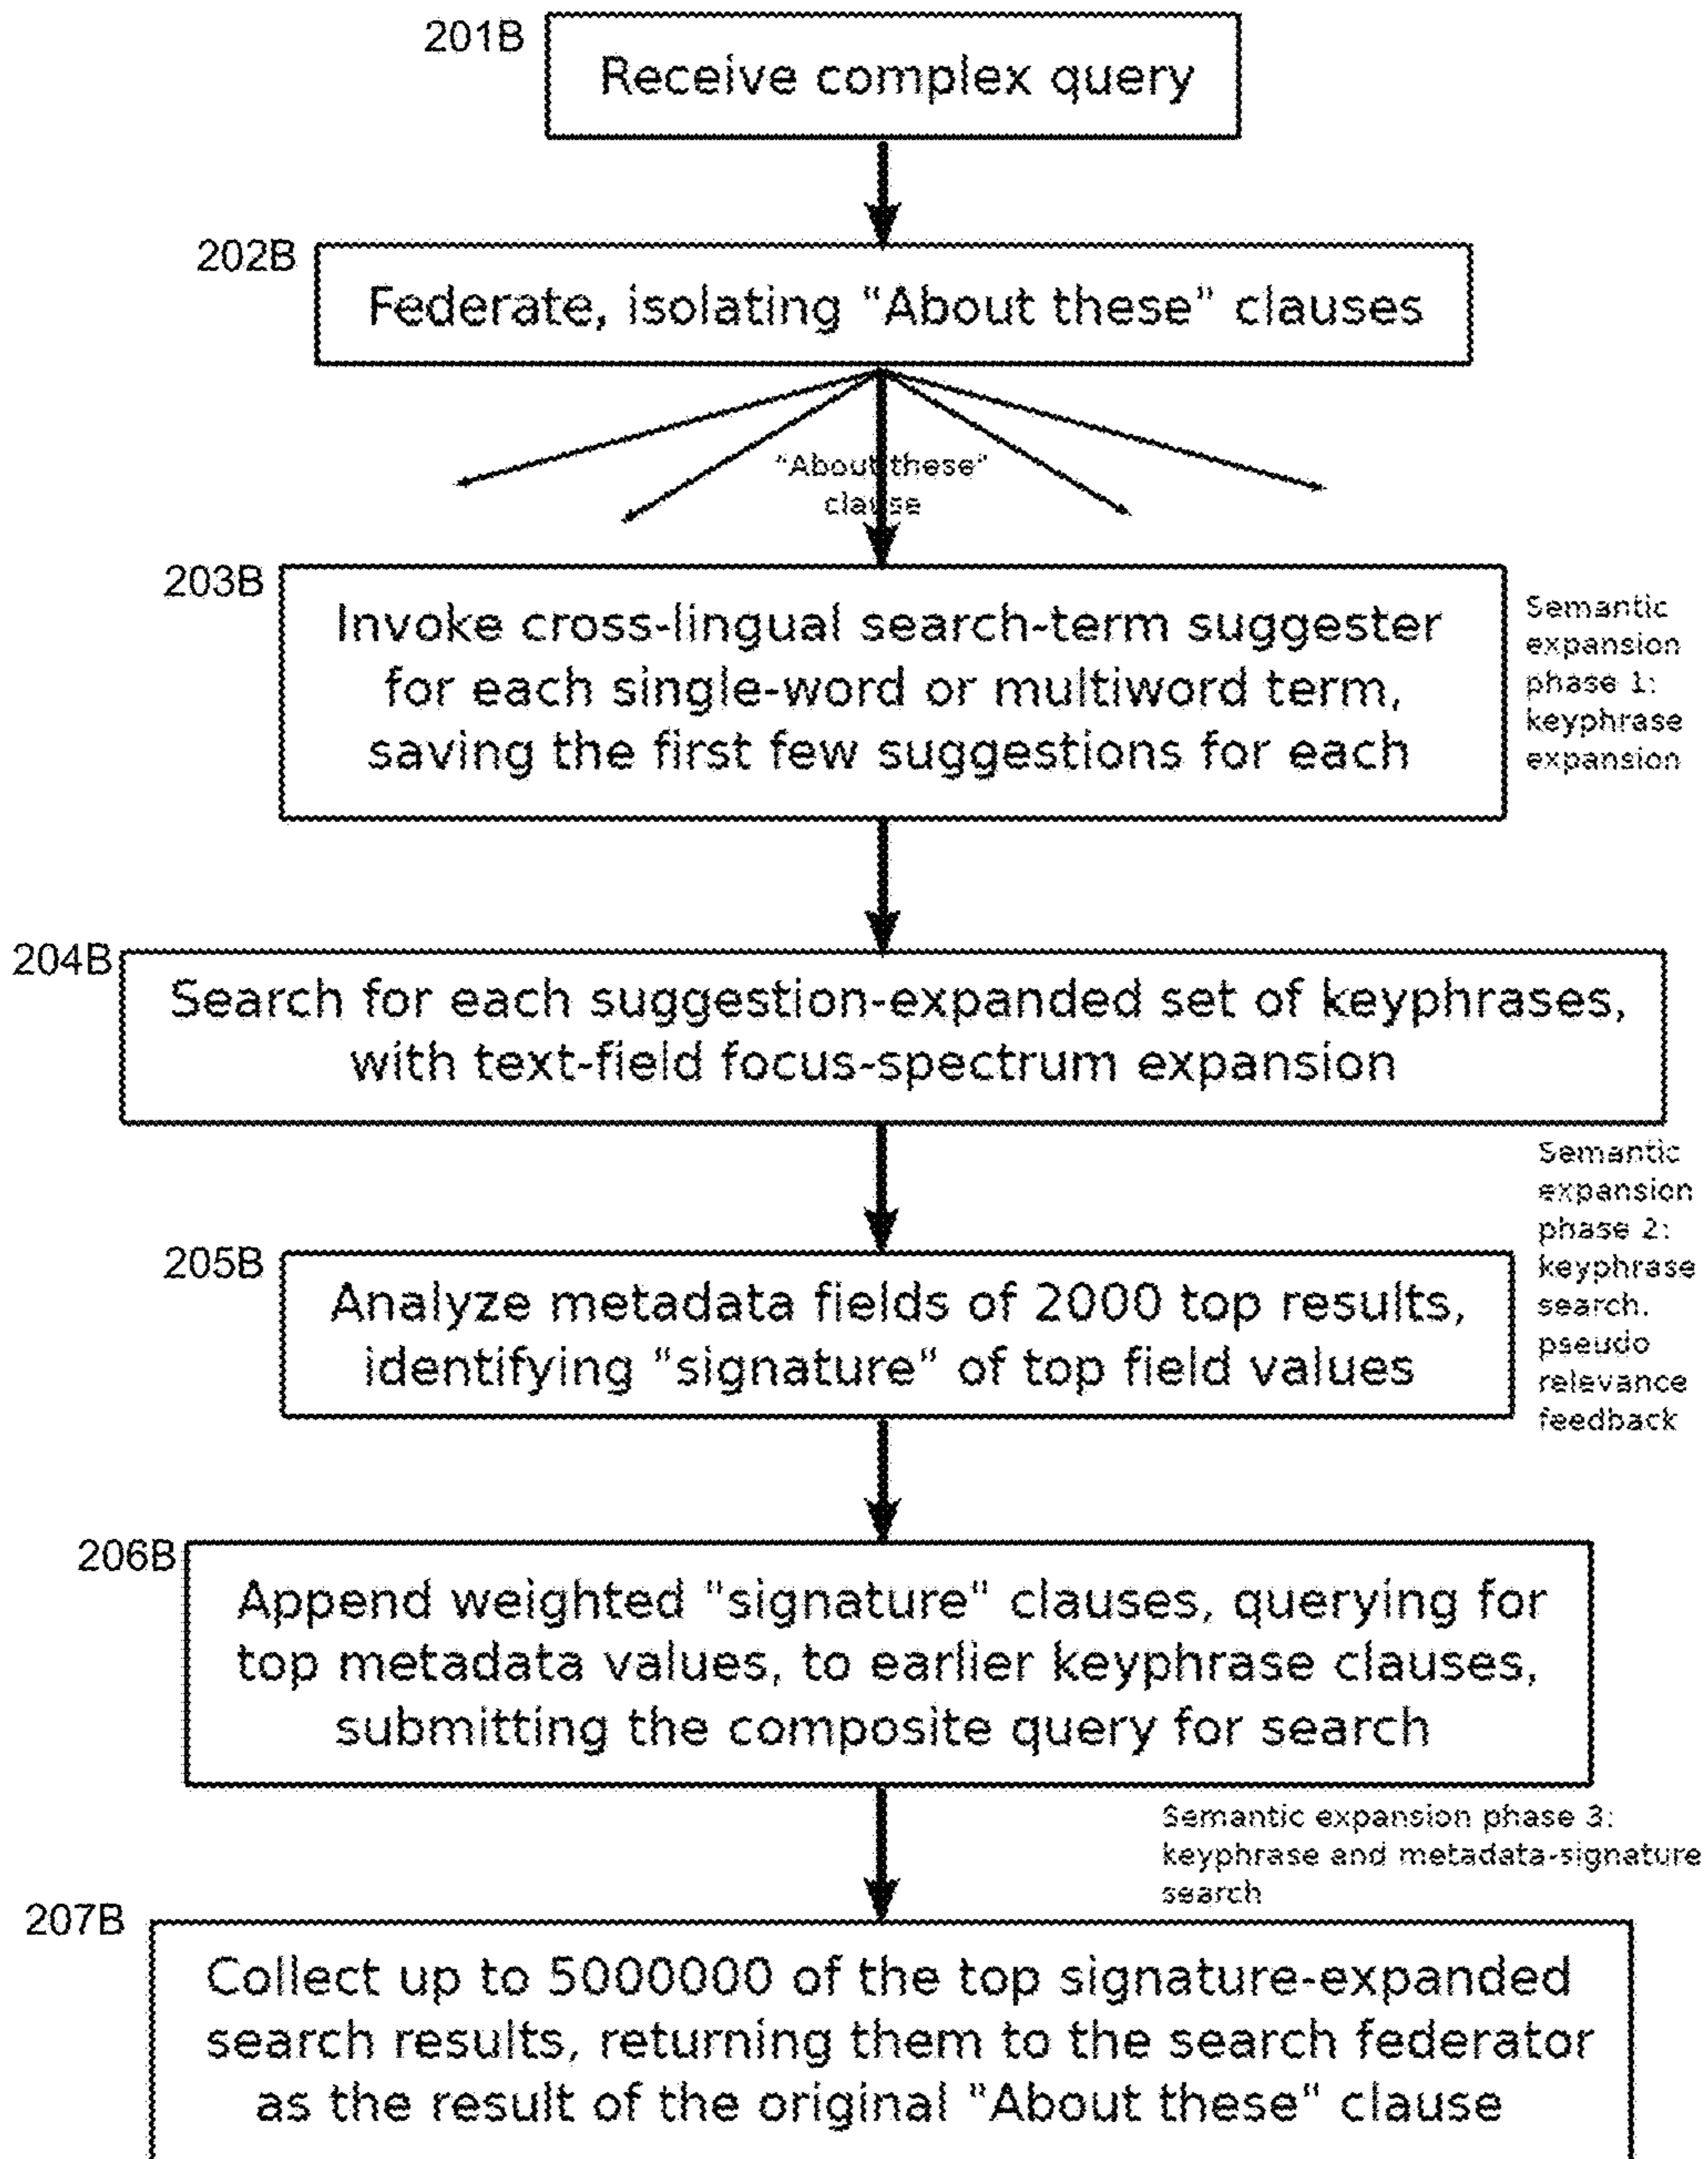 201B
Receive complex query
202B
Federate, isolating "About these" clauses
"About these"
clause
203B
Invoke cross-lingual search-term suggester
for each single-word or multiword term,
saving the first few suggestions for each
Semantic
expansion
phase 1:
keyphrase
expansion
204B
Search for each suggestion-expanded set of keyphrases,
with text-field focus-spectrum expansion
Semantic
expansion
phase 2:
keyphrase
search.
pseudo
relevance
feedback
205B
Analyze metadata fields of 2000 top results,
identifying "signature" of top field values
206B
Append weighted "signature" clauses, querying for
top metadata values, to earlier keyphrase clauses,
submitting the composite query for search
Semantic expansion phase 3:
keyphrase and metadata-signature
search
207B
Collect up to 5000000 of the top signature-expanded
search results, returning them to the search federator
as the result of the original "About these" clause